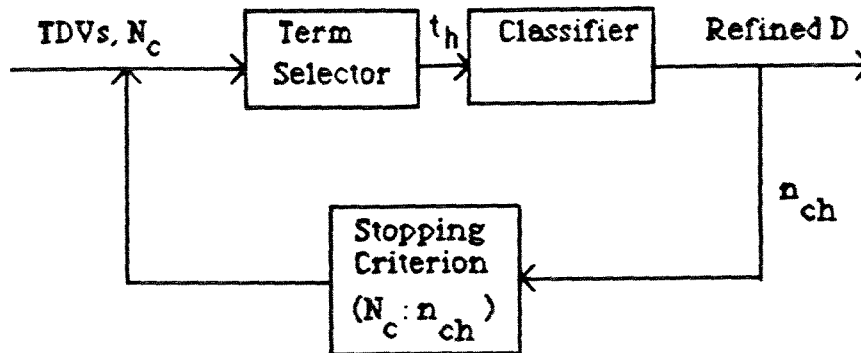 TDVs, N_c
Term
Selector
t_h
Classifier
Refined D
n_ch
Stopping
Criterion
(N_c : n_ch)